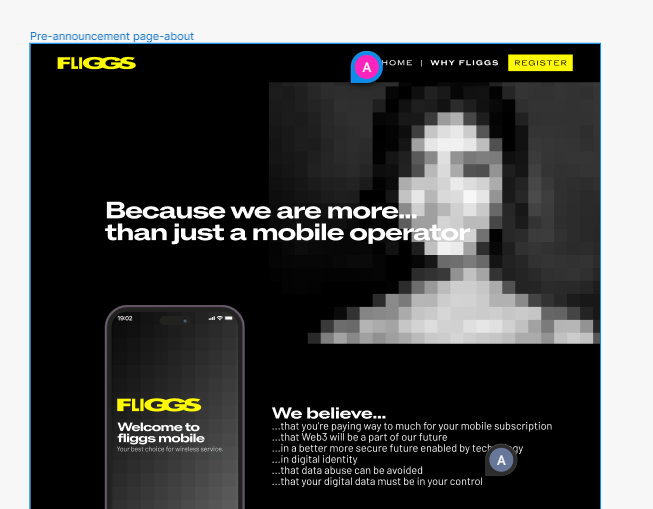 Pre-announcement page-about
FLIGGS
A
HOME | WHY FLIGGS REGISTER
Because we are more...
than just a mobile operator
19:02
FLIGGS
Welcome to
fliggs mobile
Your best choice for wireless service.
We believe...
...that you're paying way to much for your mobile subscription
...that Web3 will be a part of our future
...in a better more secure future enabled by technology
...in digital identity
A
...that data abuse can be avoided
...that your digital data must be in your control